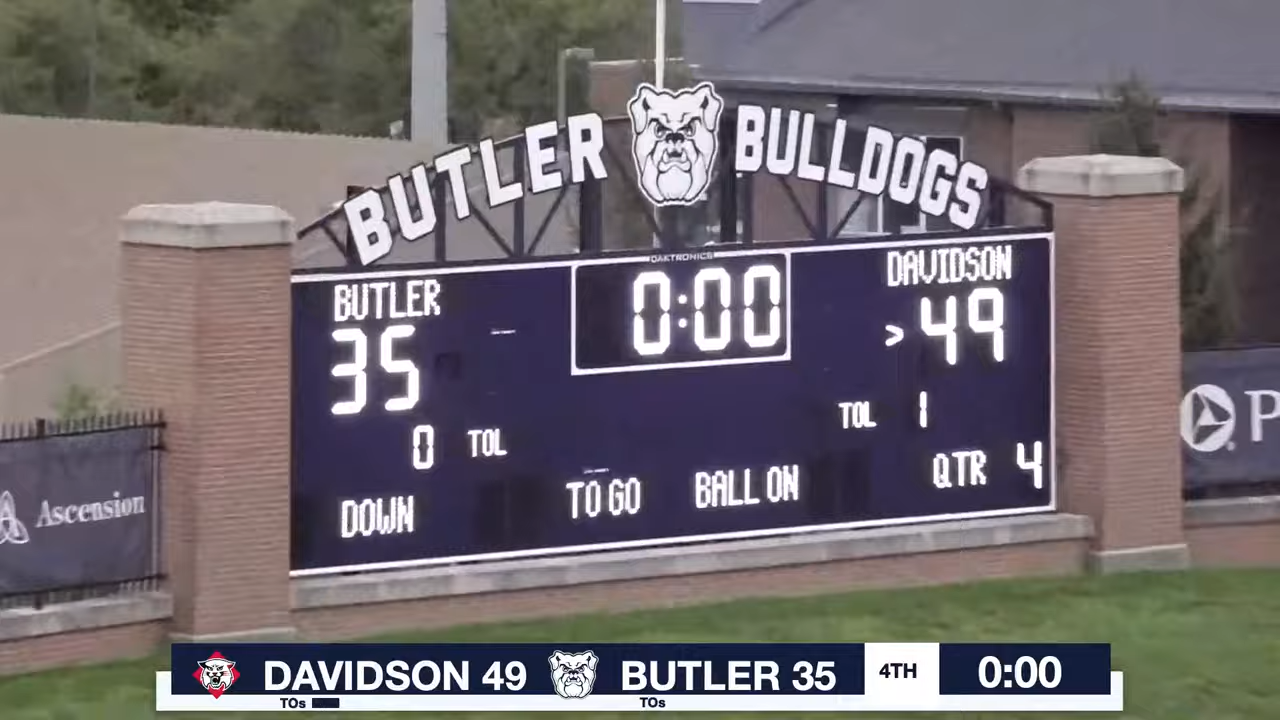 BUTLER BULLDOGS
DAKTRONICS
BUTLER 0:00 DAVIDSON
35 > 49
0 TOL TOL 1
DOWN TO GO BALL ON QTR 4
Ascension
P
DAVIDSON 49 BUTLER 35 4TH 0:00
TOs TOs